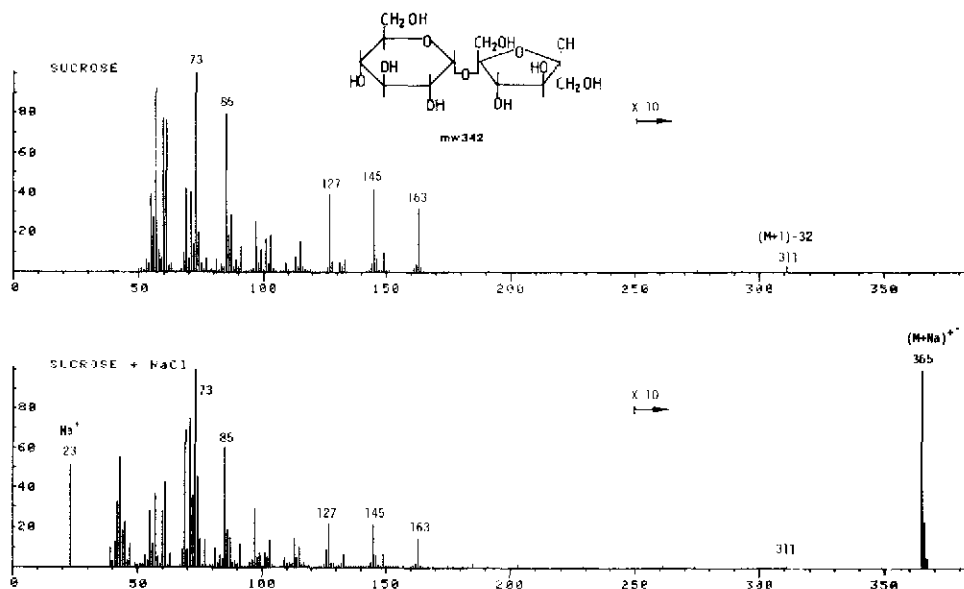 SUCROSE
CH₂OH
O
OH
HO
OH
O
CH₂OH
O
HO
OH
CH
CH₂OH
mw342
80
60
40
20
73
86
127
145
163
X 10
(M+1)-32
311
0 50 100 150 200 250 300 350
SUCROSE + NaCl
80
60
40
20
Na⁺
23
73
85
127
145
163
X 10
311
(M+Na)⁺·
365
0 50 100 150 200 250 300 350